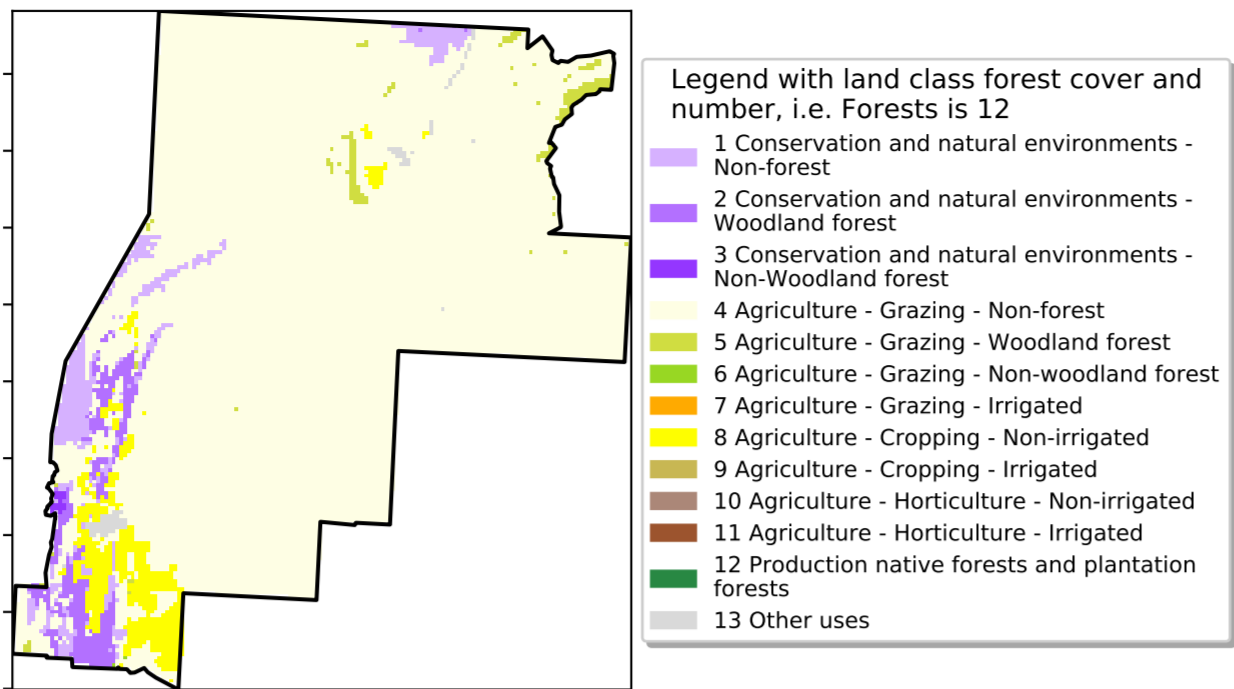 Legend with land class forest cover and
number, i.e. Forests is 12
1 Conservation and natural environments -
Non-forest
2 Conservation and natural environments -
Woodland forest
3 Conservation and natural environments -
Non-Woodland forest
4 Agriculture - Grazing - Non-forest
5 Agriculture - Grazing - Woodland forest
6 Agriculture - Grazing - Non-woodland forest
7 Agriculture - Grazing - Irrigated
8 Agriculture - Cropping - Non-irrigated
9 Agriculture - Cropping - Irrigated
10 Agriculture - Horticulture - Non-irrigated
11 Agriculture - Horticulture - Irrigated
12 Production native forests and plantation
forests
13 Other uses